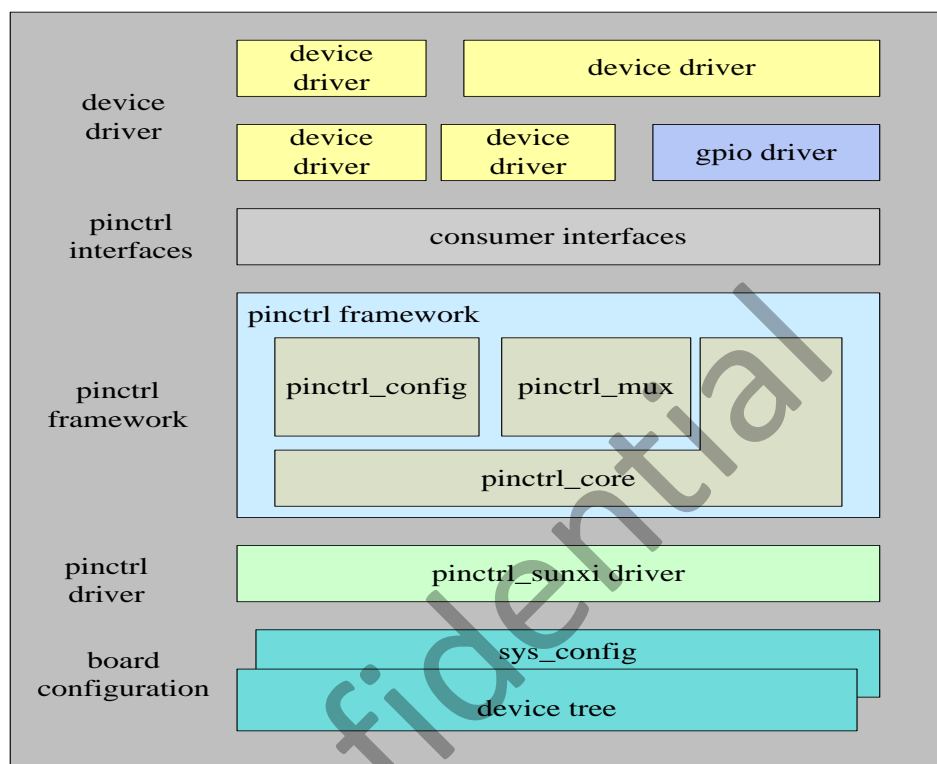 device
driver
device driver
device
driver
device
driver
device
driver
gpio driver
pinctrl
interfaces
consumer interfaces
pinctrl framework
pinctrl_config
pinctrl_mux
pinctrl
framework
pinctrl_core
pinctrl
driver
pinctrl_sunxi driver
board
configuration
sys_config
device tree
fidential